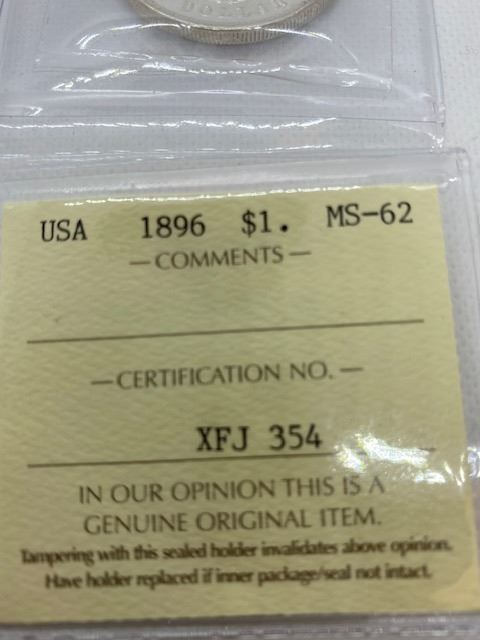 DOLLAR
USA 1896 $1. MS-62
— COMMENTS —
— CERTIFICATION NO. —
XFJ 354
IN OUR OPINION THIS IS A
GENUINE ORIGINAL ITEM.
Tampering with this sealed holder invalidates above opinion.
Have holder replaced if inner package/seal not intact.